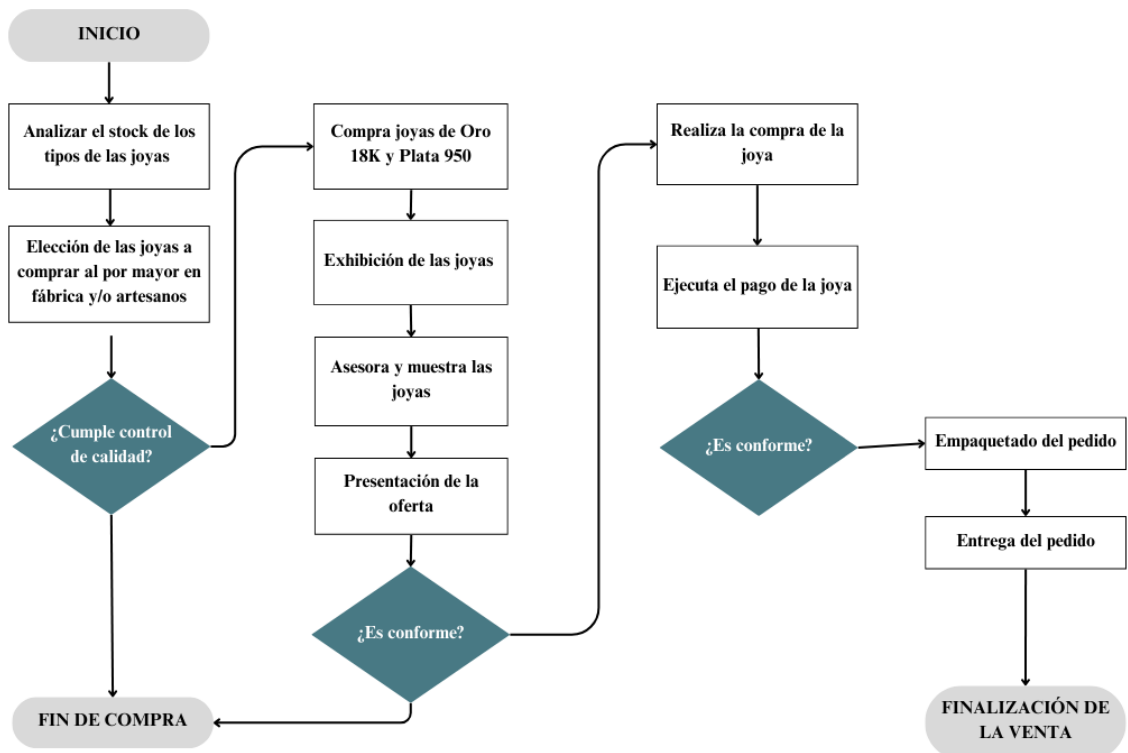 INICIO
Analizar el stock de los
tipos de las joyas
Elección de las joyas a
comprar al por mayor en
fábrica y/o artesanos
¿Cumple control
de calidad?
FIN DE COMPRA
Compra joyas de Oro
18K y Plata 950
Exhibición de las joyas
Asesora y muestra las
joyas
Presentación de la
oferta
¿Es conforme?
Realiza la compra de la
joya
Ejecuta el pago de la joya
¿Es conforme?
Empaquetado del pedido
Entrega del pedido
FINALIZACIÓN DE
LA VENTA